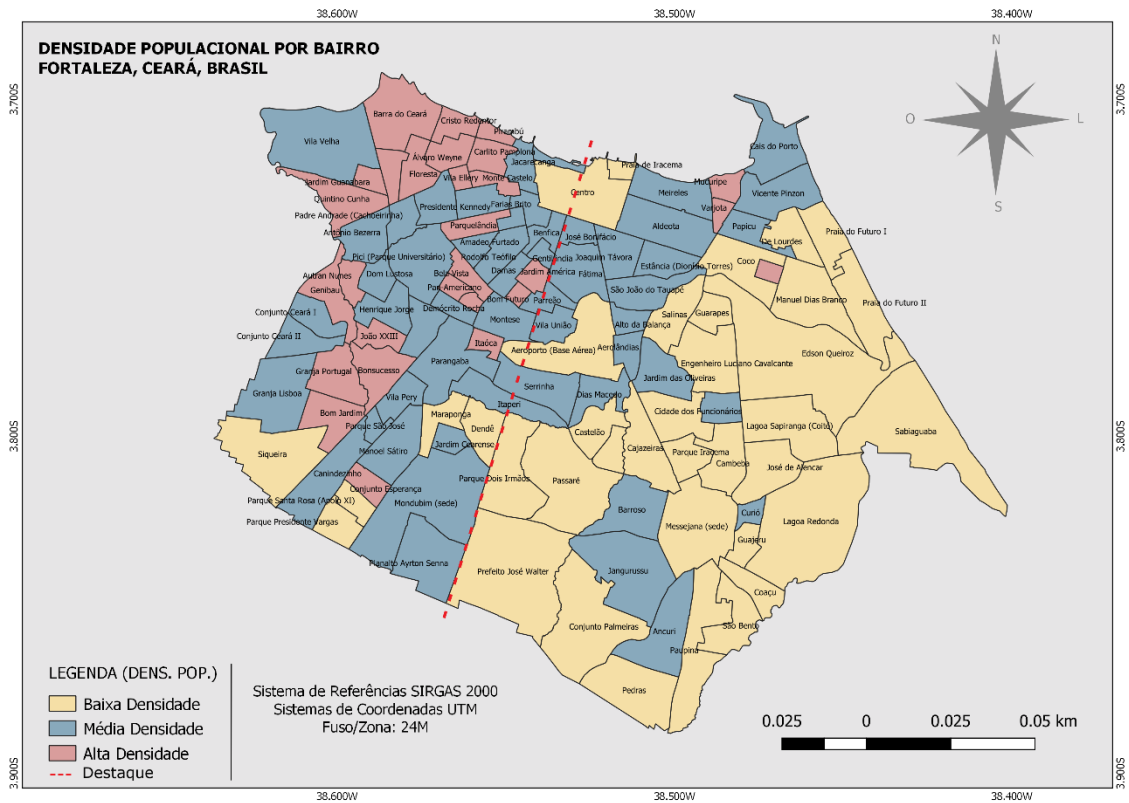 38.600W
38.500W
38.400W
DENSIDADE POPULACIONAL POR BAIRRO
FORTALEZA, CEARÁ, BRASIL
N
O
L
S
3.700S
3.700S
3.800S
3.800S
3.900S
3.900S
Barra do Ceará
Cristo Redentor
Pirambú
Vila Velha
Álvaro Weyne
Carlito Pamplona
Jacarecanga
Floresta
Vila Ellery
Monte Castelo
Jardim Guanabara
Quintino Cunha
Padre Andrade (Cachoeirinha)
Presidente Kennedy
Farias Brito
Centro
Praia de Iracema
Meireles
Mucuripe
Varjota
Cais do Porto
Vicente Pinzon
Antônio Bezerra
Parquelândia
Amadeo Furtado
Benfica
José Bonifácio
Aldeota
Papicu
De Lourdes
Praia do Futuro I
Pici (Parque Universitário)
Rodolfo Teófilo
Gentilândia
Joaquim Távora
Estância (Dionísio Torres)
Coco
Autran Nunes
Dom Lustosa
Bela Vista
Damas
Jardim América
Fátima
Genibau
Pan Americano
Bom Futuro
Parreão
São João do Tauape
Manuel Dias Branco
Praia do Futuro II
Conjunto Ceará I
Henrique Jorge
Demócrito Rocha
Montese
Vila União
Alto da Balança
Salinas
Guarapes
Conjunto Ceará II
João XXIII
Itaóca
Aeroporto (Base Aérea)
Aerolândias
Edson Queiroz
Granja Portugal
Bonsucesso
Parangaba
Engenheiro Luciano Cavalcante
Granja Lisboa
Vila Pery
Serrinha
Dias Macedo
Jardim das Oliveiras
Itaperi
Bom Jardim
Parque São José
Maraponga
Dendê
Castelão
Cidade dos Funcionários
Lagoa Sapiranga (Coité)
Sabiaguaba
Siqueira
Manoel Sátiro
Jardim Cearense
Cajazeiras
Parque Iracema
Cambeba
José de Alencar
Canindezinho
Conjunto Esperança
Parque Dois Irmãos
Passaré
Parque Santa Rosa (Apolo XI)
Mondubim (sede)
Barroso
Messejana (sede)
Curió
Lagoa Redonda
Parque Presidente Vargas
Guajeru
Planalto Ayrton Senna
Prefeito José Walter
Jangurussu
Coaçu
Conjunto Palmeiras
Ancuri
São Bento
Paupina
Pedras
LEGENDA (DENS. POP.)
Baixa Densidade
Média Densidade
Alta Densidade
Destaque
Sistema de Referências SIRGAS 2000
Sistemas de Coordenadas UTM
Fuso/Zona: 24M
0.025 0 0.025 0.05 km
38.600W
38.500W
38.400W